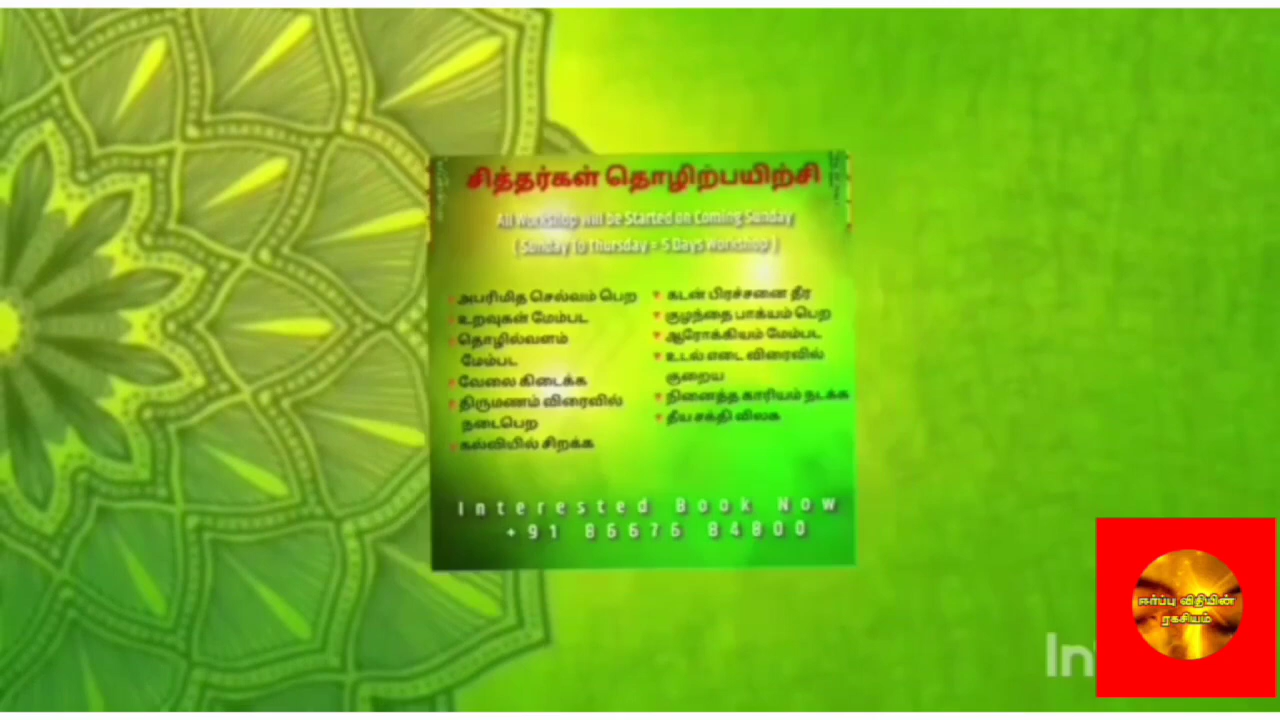 சித்தர்கள் தொழிற்பயிற்சி
All Workshop will be Started on Coming Sunday
( Sunday To Thursday = 5 Days Workshop )
அபரிமித செல்வம் பெற
உறவுகள் மேம்பட
தொழில்வளம்
மேம்பட
வேலை கிடைக்க
திருமணம் விரைவில்
நடைபெற
கல்வியில் சிறக்க
கடன் பிரச்சனை தீர
குழந்தை பாக்யம் பெற
ஆரோக்கியம் மேம்பட
உடல் எடை விரைவில்
குறைய
நினைத்த காரியம் நடக்க
தீய சக்தி விலக
Interested Book Now
+91 86676 84800
ஈர்ப்பு விதியின்
ரகசியம்